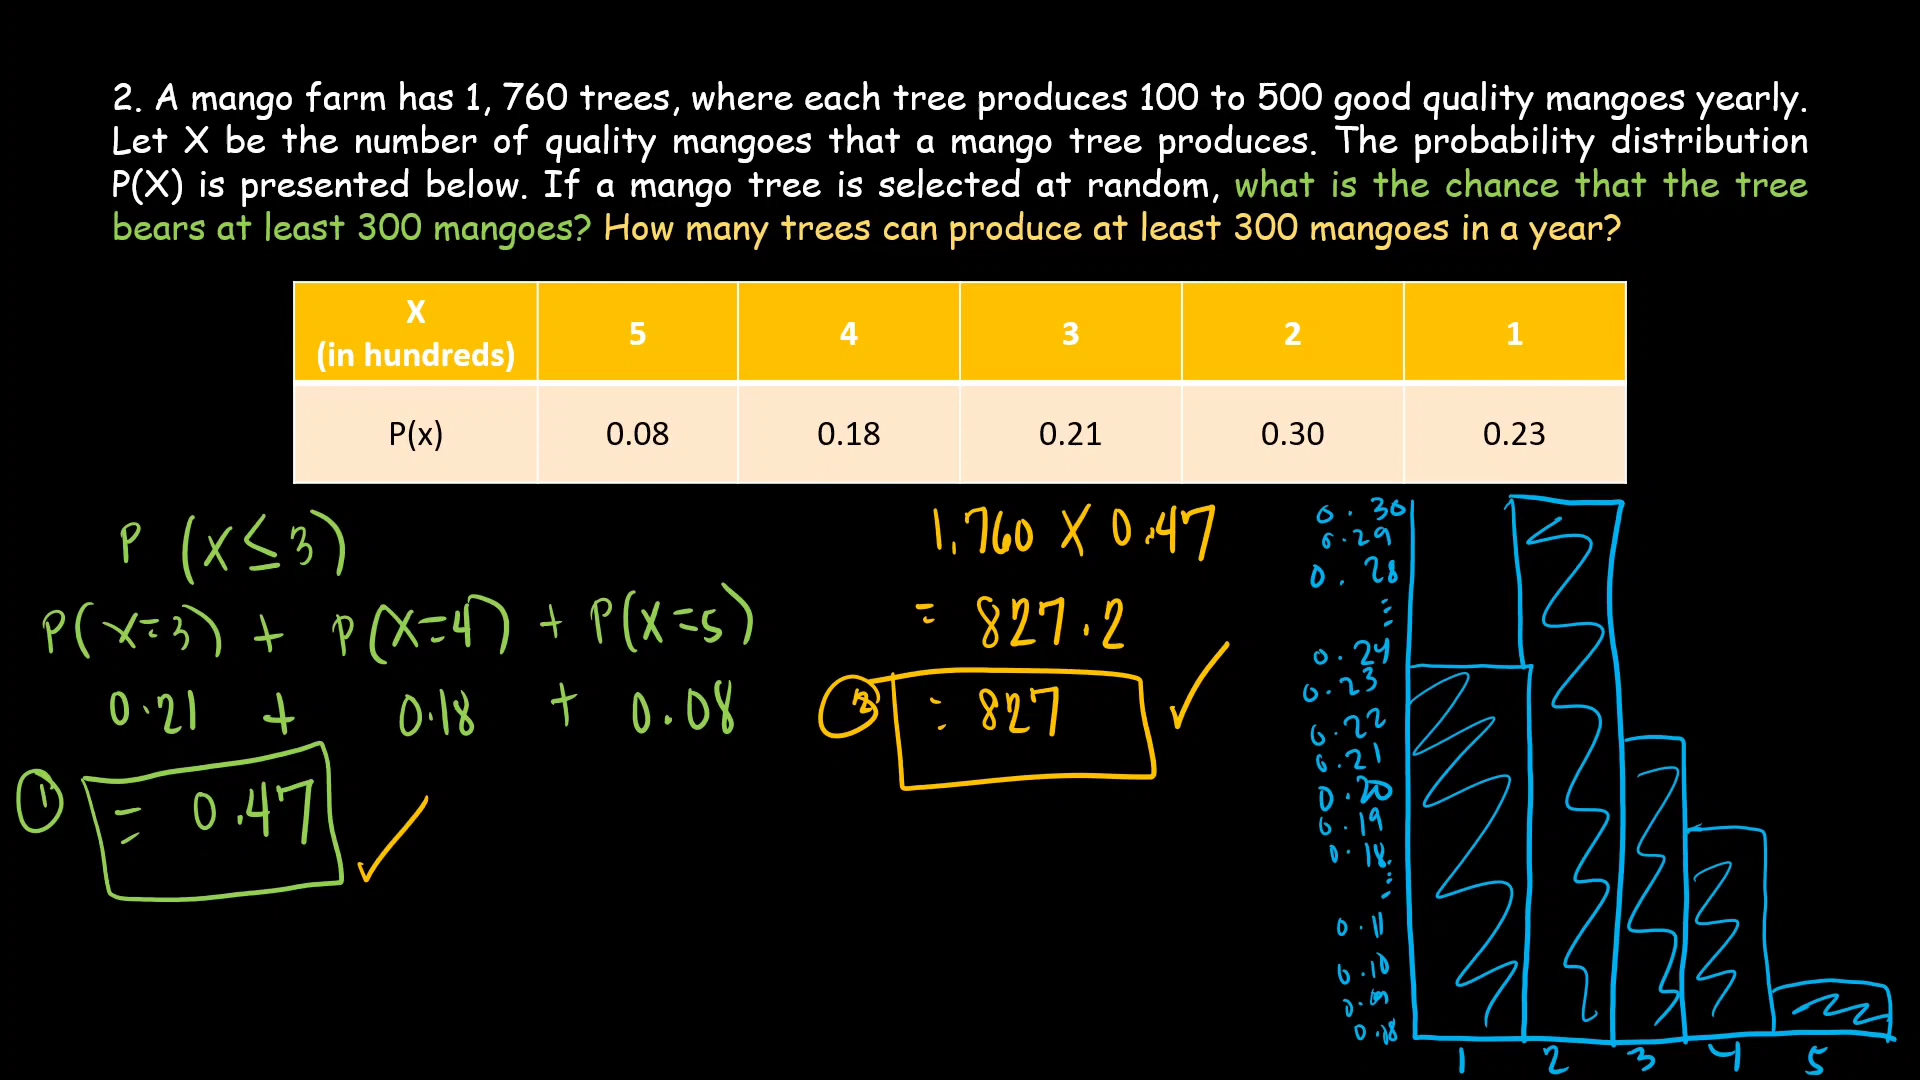 2. A mango farm has 1, 760 trees, where each tree produces 100 to 500 good quality mangoes yearly.
Let X be the number of quality mangoes that a mango tree produces. The probability distribution
P(X) is presented below. If a mango tree is selected at random, what is the chance that the tree
bears at least 300 mangoes? How many trees can produce at least 300 mangoes in a year?
X
(in hundreds) 5 4 3 2 1
P(x) 0.08 0.18 0.21 0.30 0.23
P (X ≤ 3)
P(X=3) + P(X=4) + P(X=5)
0.21 + 0.18 + 0.08
① = 0.47 ✓
1,760 X 0.47
= 827.2
② = 827 ✓
0.30
0.29
0.28
⋮
0.24
0.23
0.22
0.21
0.20
0.19
0.18
⋮
0.11
0.10
0.09
0.08
1 2 3 4 5